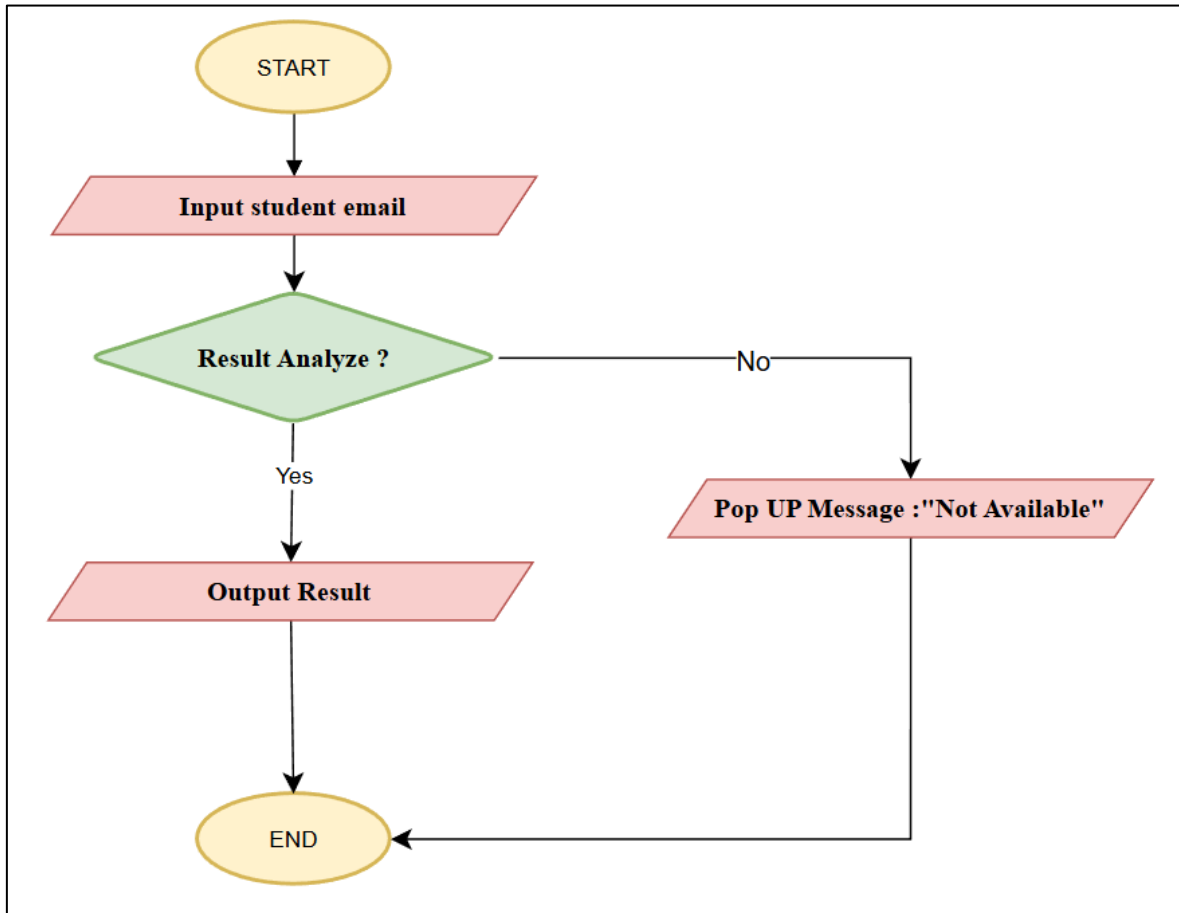 START
Input student email
Result Analyze ?
No
Yes
Pop UP Message :"Not Available"
Output Result
END